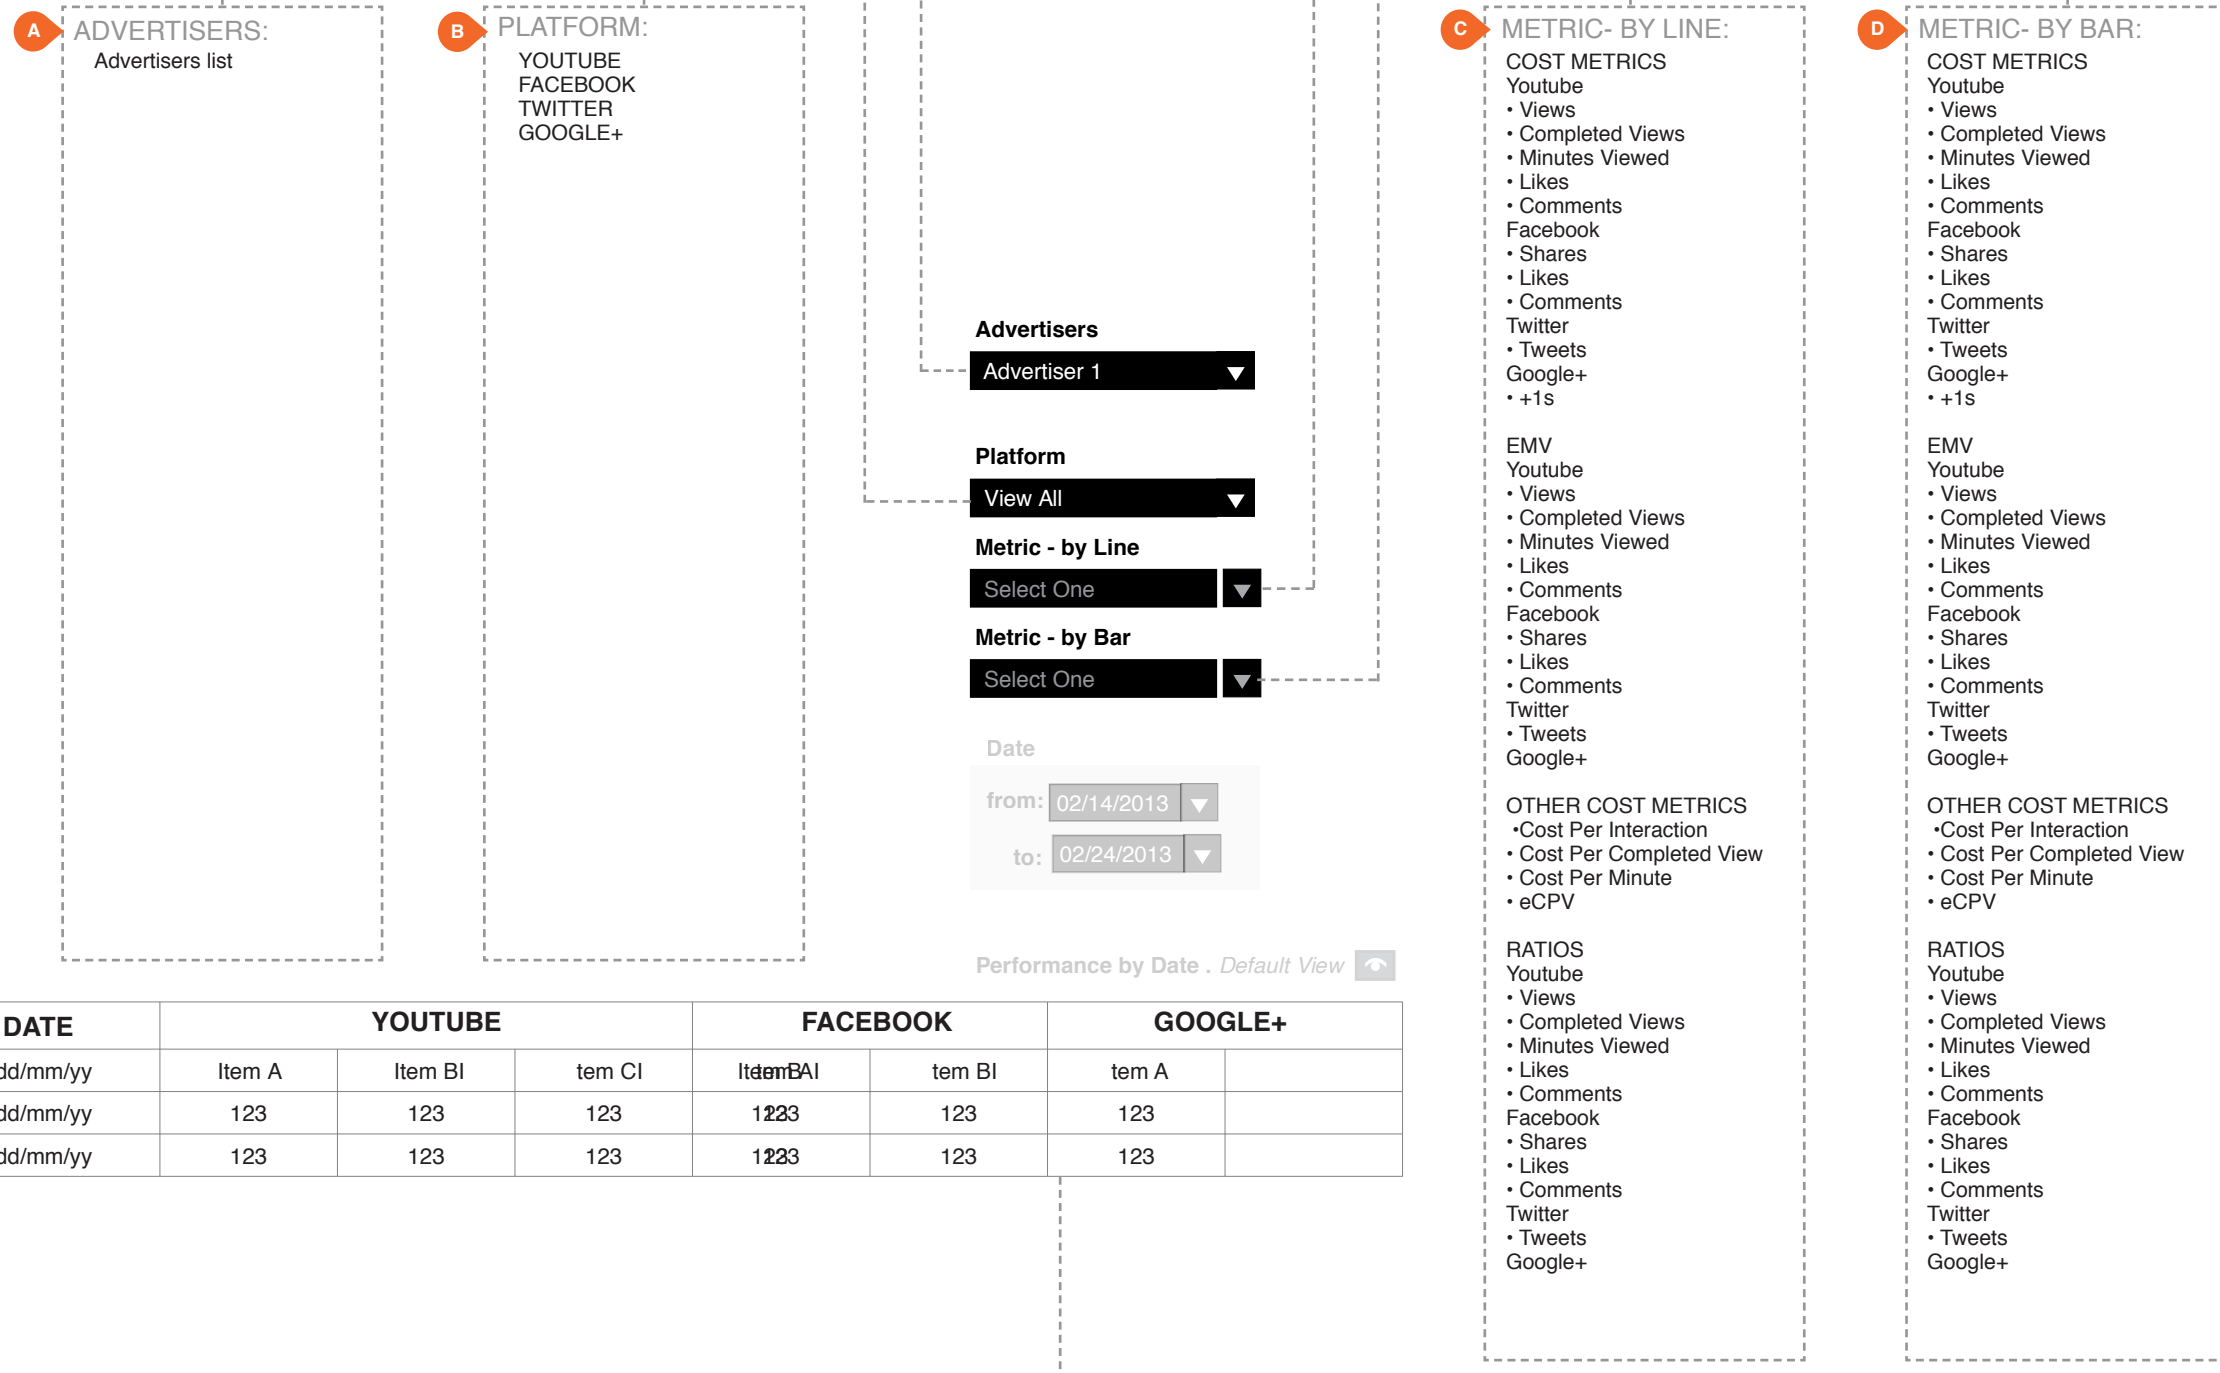 A
ADVERTISERS:
Advertisers list
B
PLATFORM:
YOUTUBE
FACEBOOK
TWITTER
GOOGLE+
Advertisers
Advertiser 1
Platform
View All
Metric - by Line
Select One
Metric - by Bar
Select One
Date
from: 02/14/2013
to: 02/24/2013
Performance by Date . Default View
DATE YOUTUBE FACEBOOK GOOGLE+
dd/mm/yy Item A Item BI tem CI tem BI tem A
dd/mm/yy 123 123 123 123 123
dd/mm/yy 123 123 123 123 123
C
METRIC- BY LINE:
COST METRICS
Youtube
• Views
• Completed Views
• Minutes Viewed
• Likes
• Comments
Facebook
• Shares
• Likes
• Comments
Twitter
• Tweets
Google+
• +1s
EMV
Youtube
• Views
• Completed Views
• Minutes Viewed
• Likes
• Comments
Facebook
• Shares
• Likes
• Comments
Twitter
• Tweets
Google+
OTHER COST METRICS
•Cost Per Interaction
• Cost Per Completed View
• Cost Per Minute
• eCPV
RATIOS
Youtube
• Views
• Completed Views
• Minutes Viewed
• Likes
• Comments
Facebook
• Shares
• Likes
• Comments
Twitter
• Tweets
Google+
D
METRIC- BY BAR:
COST METRICS
Youtube
• Views
• Completed Views
• Minutes Viewed
• Likes
• Comments
Facebook
• Shares
• Likes
• Comments
Twitter
• Tweets
Google+
• +1s
EMV
Youtube
• Views
• Completed Views
• Minutes Viewed
• Likes
• Comments
Facebook
• Shares
• Likes
• Comments
Twitter
• Tweets
Google+
OTHER COST METRICS
•Cost Per Interaction
• Cost Per Completed View
• Cost Per Minute
• eCPV
RATIOS
Youtube
• Views
• Completed Views
• Minutes Viewed
• Likes
• Comments
Facebook
• Shares
• Likes
• Comments
Twitter
• Tweets
Google+